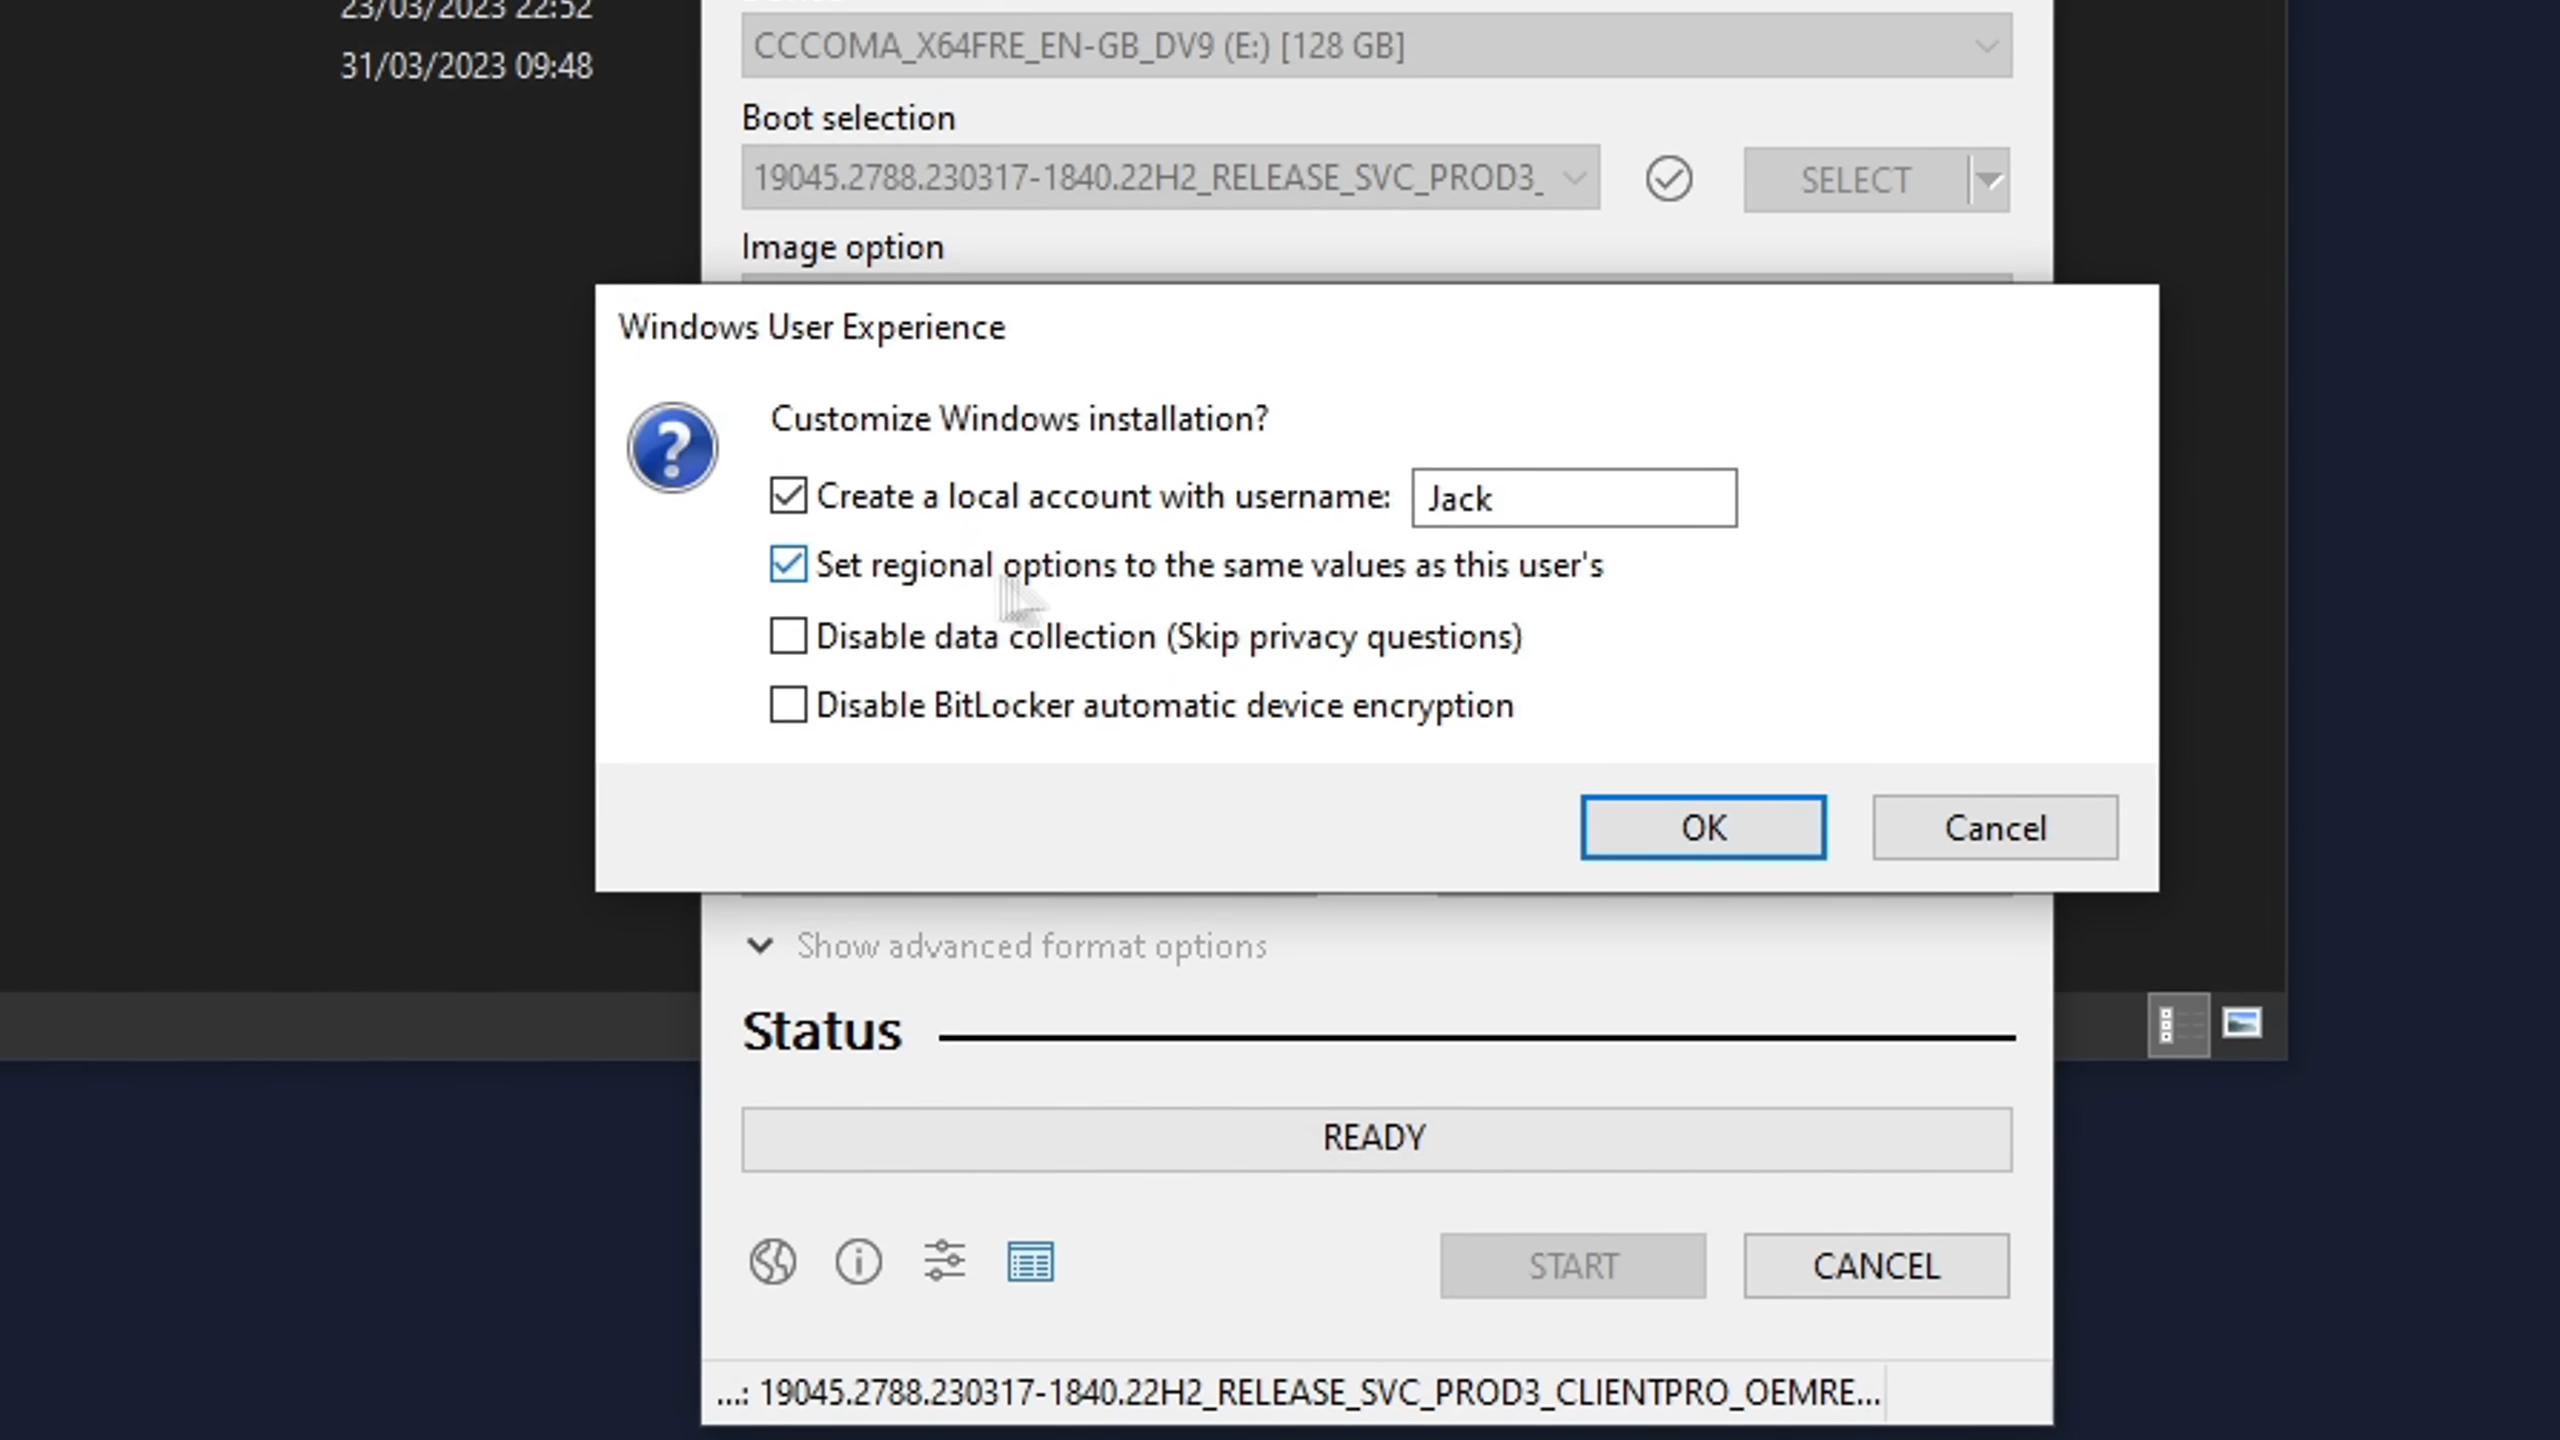 23/03/2023 22:52
31/03/2023 09:48
CCCOMA_X64FRE_EN-GB_DV9 (E:) [128 GB]
Boot selection
19045.2788.230317-1840.22H2_RELEASE_SVC_PROD3_
SELECT
Image option
Windows User Experience
Customize Windows installation?
Create a local account with username: Jack
Set regional options to the same values as this user's
Disable data collection (Skip privacy questions)
Disable BitLocker automatic device encryption
OK
Cancel
Show advanced format options
Status
READY
START
CANCEL
...: 19045.2788.230317-1840.22H2_RELEASE_SVC_PROD3_CLIENTPRO_OEMRE...